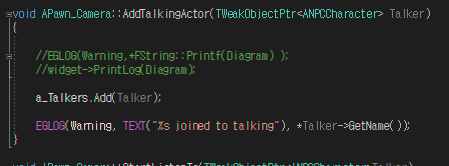 void APawn_Camera::AddTalkingActor(TWeakObjectPtr<ANPCCharacter> Talker)
{
//EGLOG(Warning,*FString::Printf(Diagram) );
//widget->PrintLog(Diagram);
a_Talkers.Add(Talker);
EGLOG(Warning, TEXT("%s joined to talking"), *Talker->GetName());
}